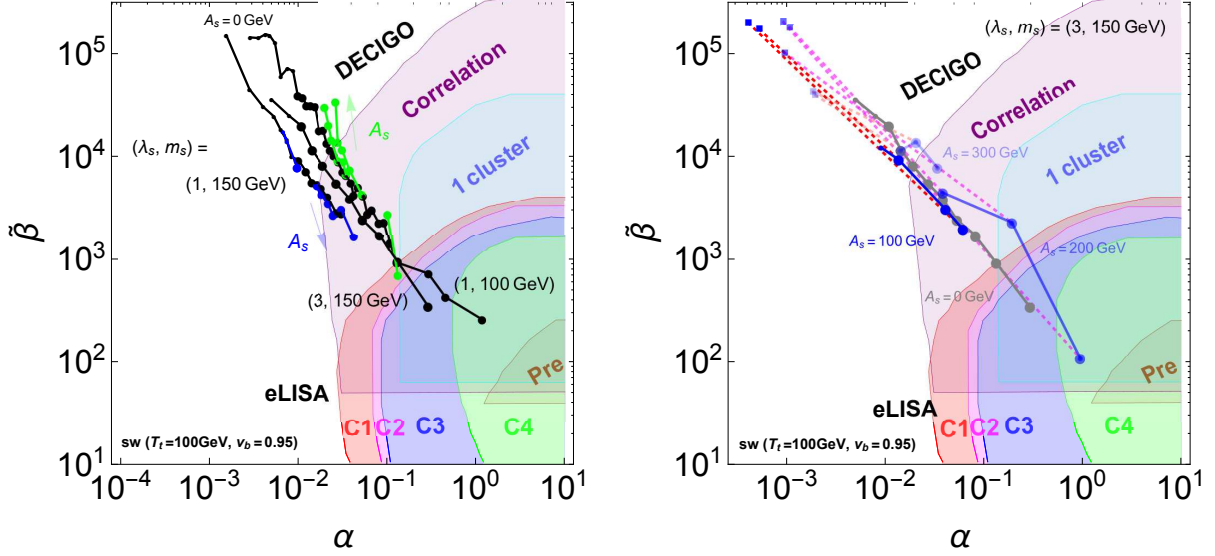 A_s = 0 GeV
DECIGO
Correlation
1 cluster
A_s
(λ_s, m_s) =
(1, 150 GeV)
A_s
(3, 150 GeV)
(1, 100 GeV)
Pre
eLISA
C1 C2 C3 C4
sw (T_t=100GeV, v_b=0.95)
10^5
10^4
10^3
10^2
10^1
β̃
10^-4 10^-3 10^-2 10^-1 10^0 10^1
α
(λ_s, m_s) = (3, 150 GeV)
DECIGO
Correlation
1 cluster
A_s = 300 GeV
A_s = 100 GeV
A_s = 200 GeV
A_s = 0 GeV
Pre
eLISA
C1 C2 C3 C4
sw (T_t=100GeV, v_b=0.95)
10^5
10^4
10^3
10^2
10^1
β̃
10^-3 10^-2 10^-1 10^0 10^1
α